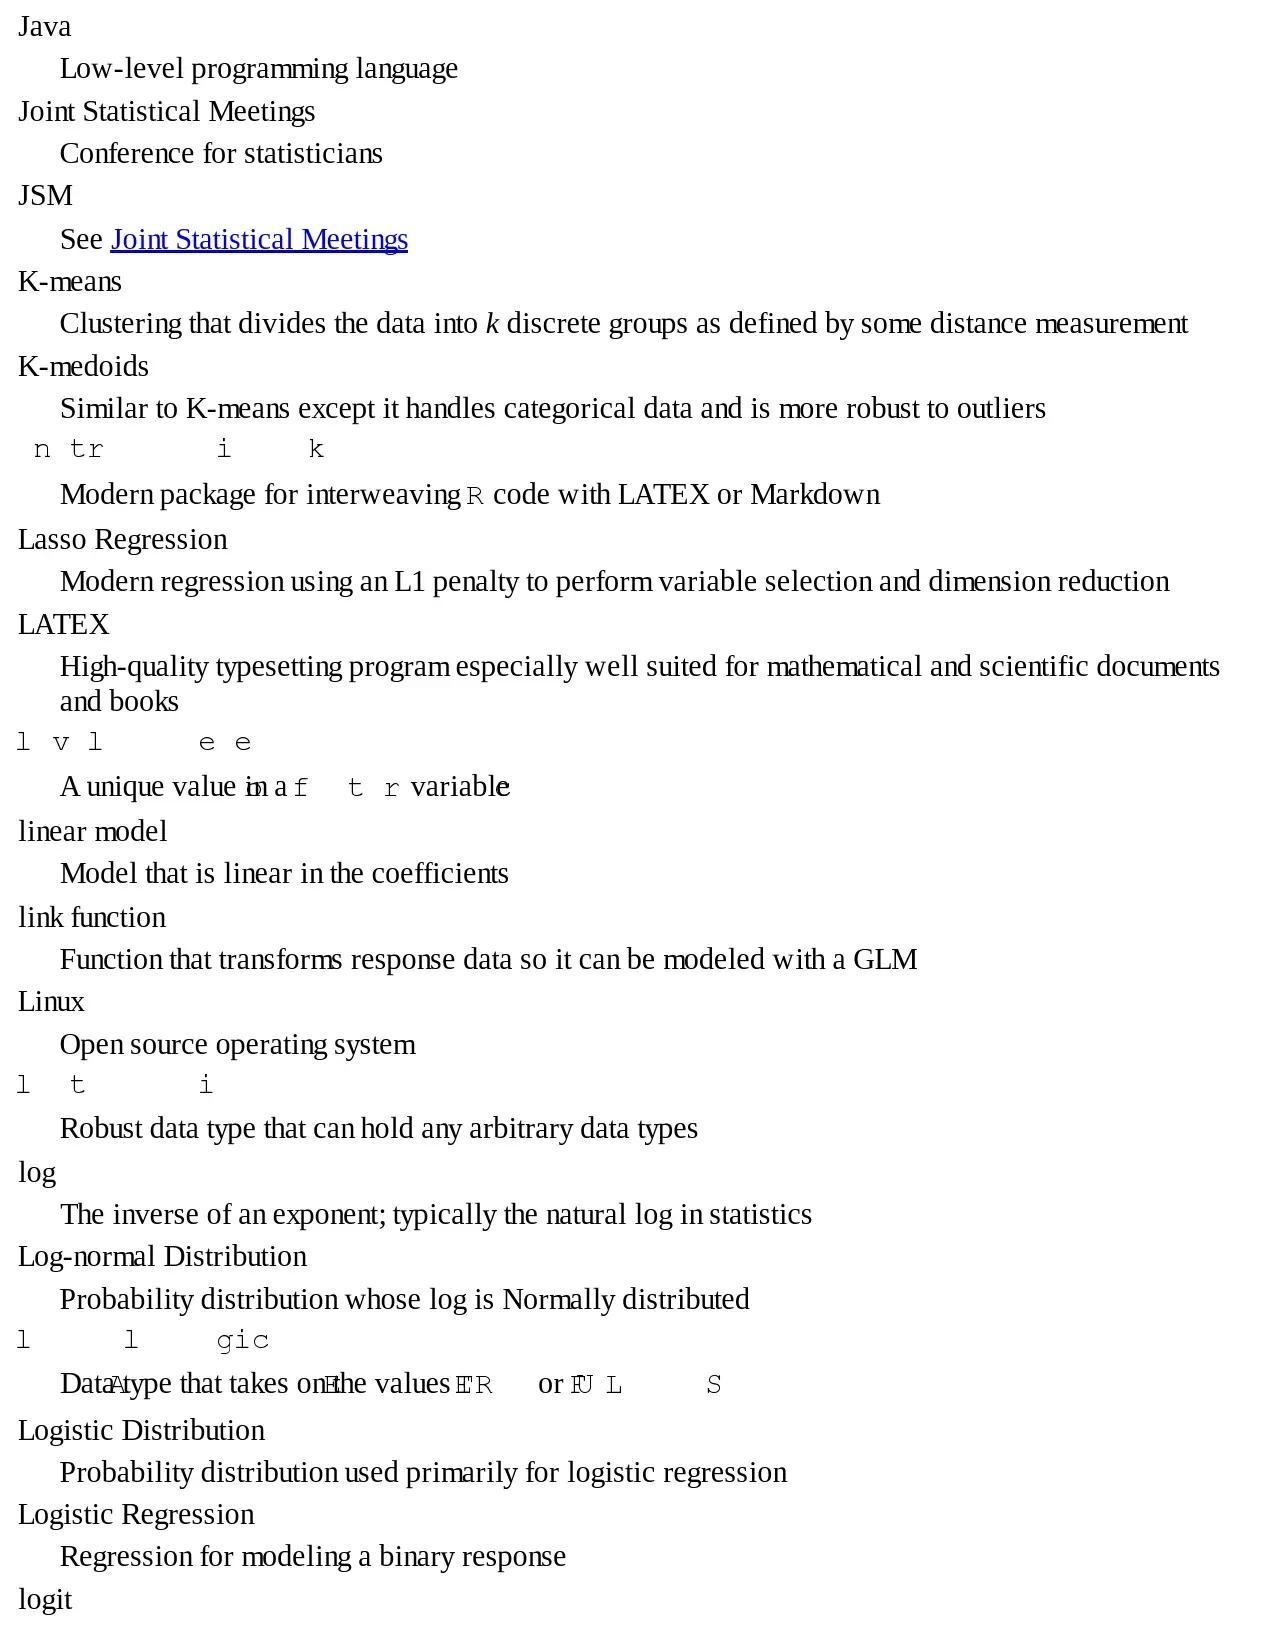 Java
Low-level programming language
Joint Statistical Meetings
Conference for statisticians
JSM
See Joint Statistical Meetings
K-means
Clustering that divides the data into k discrete groups as defined by some distance measurement
K-medoids
Similar to K-means except it handles categorical data and is more robust to outliers
n tr i k
Modern package for interweaving R code with LATEX or Markdown
Lasso Regression
Modern regression using an L1 penalty to perform variable selection and dimension reduction
LATEX
High-quality typesetting program especially well suited for mathematical and scientific documents
and books
l v l e e
A unique value in a f t r variable
linear model
Model that is linear in the coefficients
link function
Function that transforms response data so it can be modeled with a GLM
Linux
Open source operating system
l t i
Robust data type that can hold any arbitrary data types
log
The inverse of an exponent; typically the natural log in statistics
Log-normal Distribution
Probability distribution whose log is Normally distributed
l l gic
Data type that takes on the values R or L S
Logistic Distribution
Probability distribution used primarily for logistic regression
Logistic Regression
Regression for modeling a binary response
logit